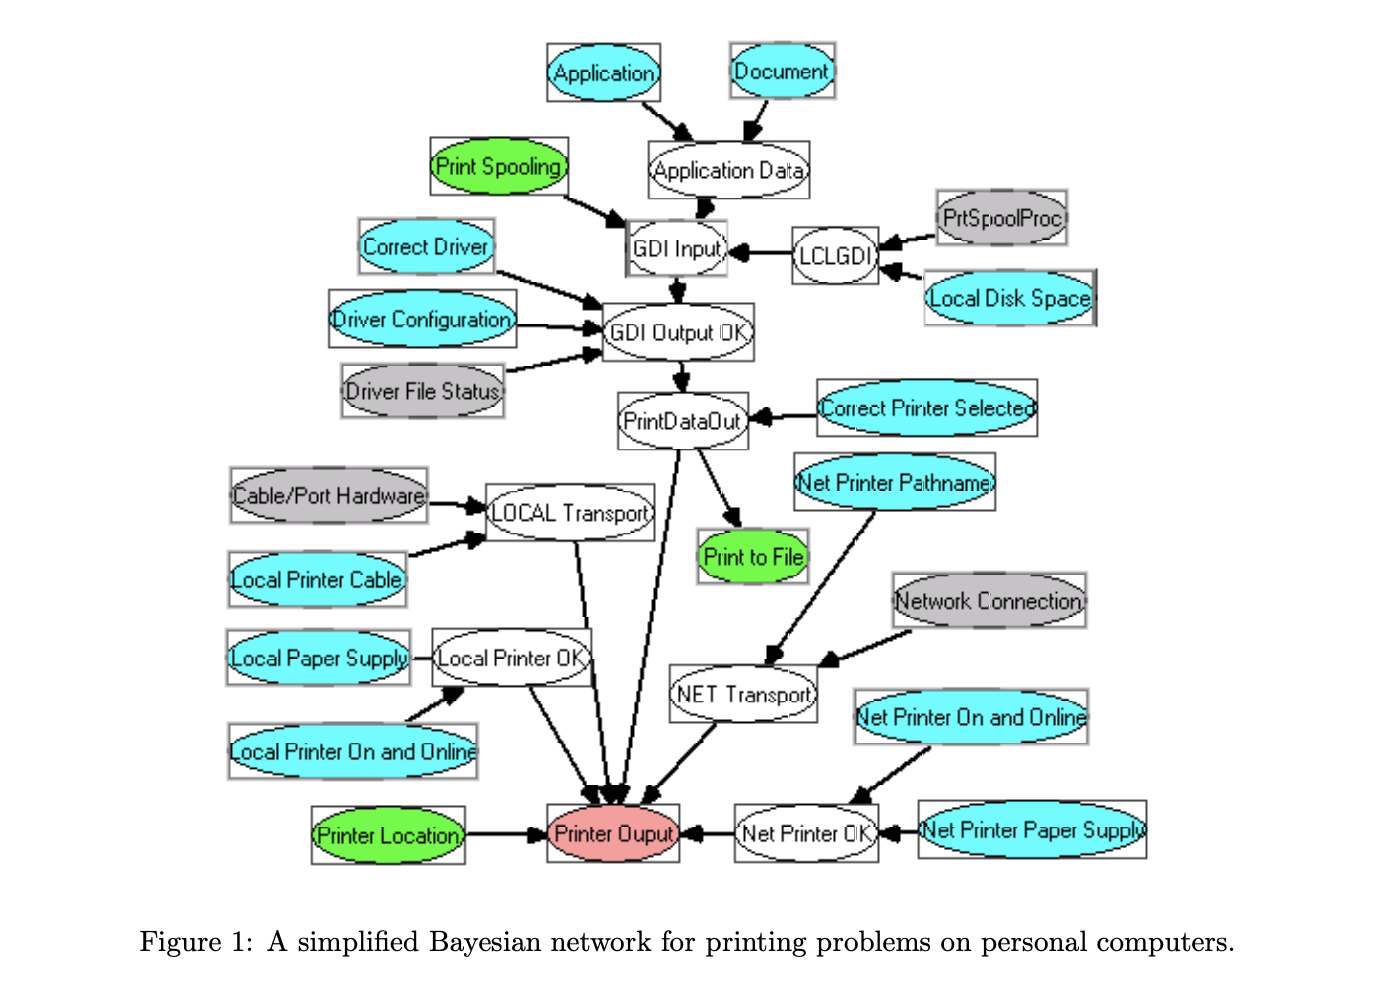 Application
Document
Print Spooling
Application Data
PrtSpoolProc
Correct Driver
GDI Input
LCLGDI
Local Disk Space
Driver Configuration
GDI Output OK
Driver File Status
PrintDataOut
Correct Printer Selected
Net Printer Pathname
Cable/Port Hardware
LOCAL Transport
Print to File
Local Printer Cable
Network Connection
Local Paper Supply
Local Printer OK
NET Transport
Net Printer On and Online
Local Printer On and Online
Printer Location
Printer Ouput
Net Printer OK
Net Printer Paper Supply
Figure 1: A simplified Bayesian network for printing problems on personal computers.